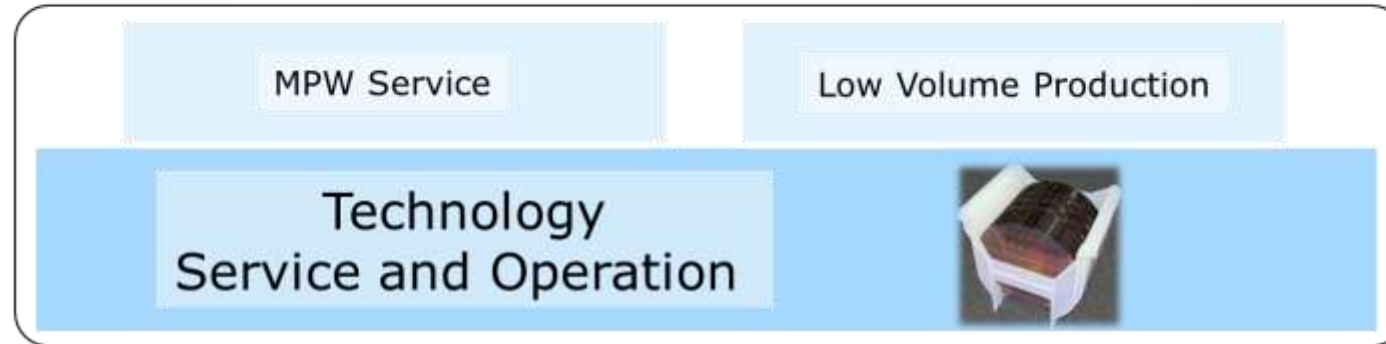 MPW Service
Low Volume Production
Technology
Service and Operation